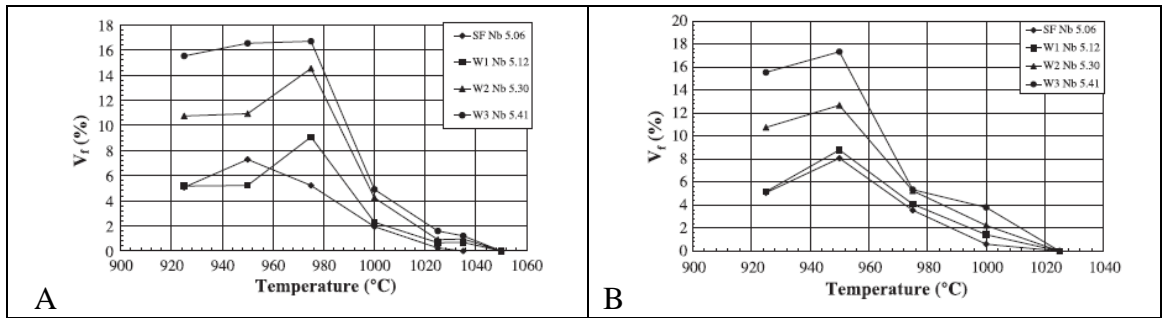 18
16
14
12
10
8
6
4
2
0
V_f (%)
900 920 940 960 980 1000 1020 1040 1060
Temperature (°C)
SF Nb 5.06
W1 Nb 5.12
W2 Nb 5.30
W3 Nb 5.41
A
20
18
16
14
12
10
8
6
4
2
0
V_f (%)
900 920 940 960 980 1000 1020 1040
Temperature (°C)
SF Nb 5.06
W1 Nb 5.12
W2 Nb 5.30
W3 Nb 5.41
B